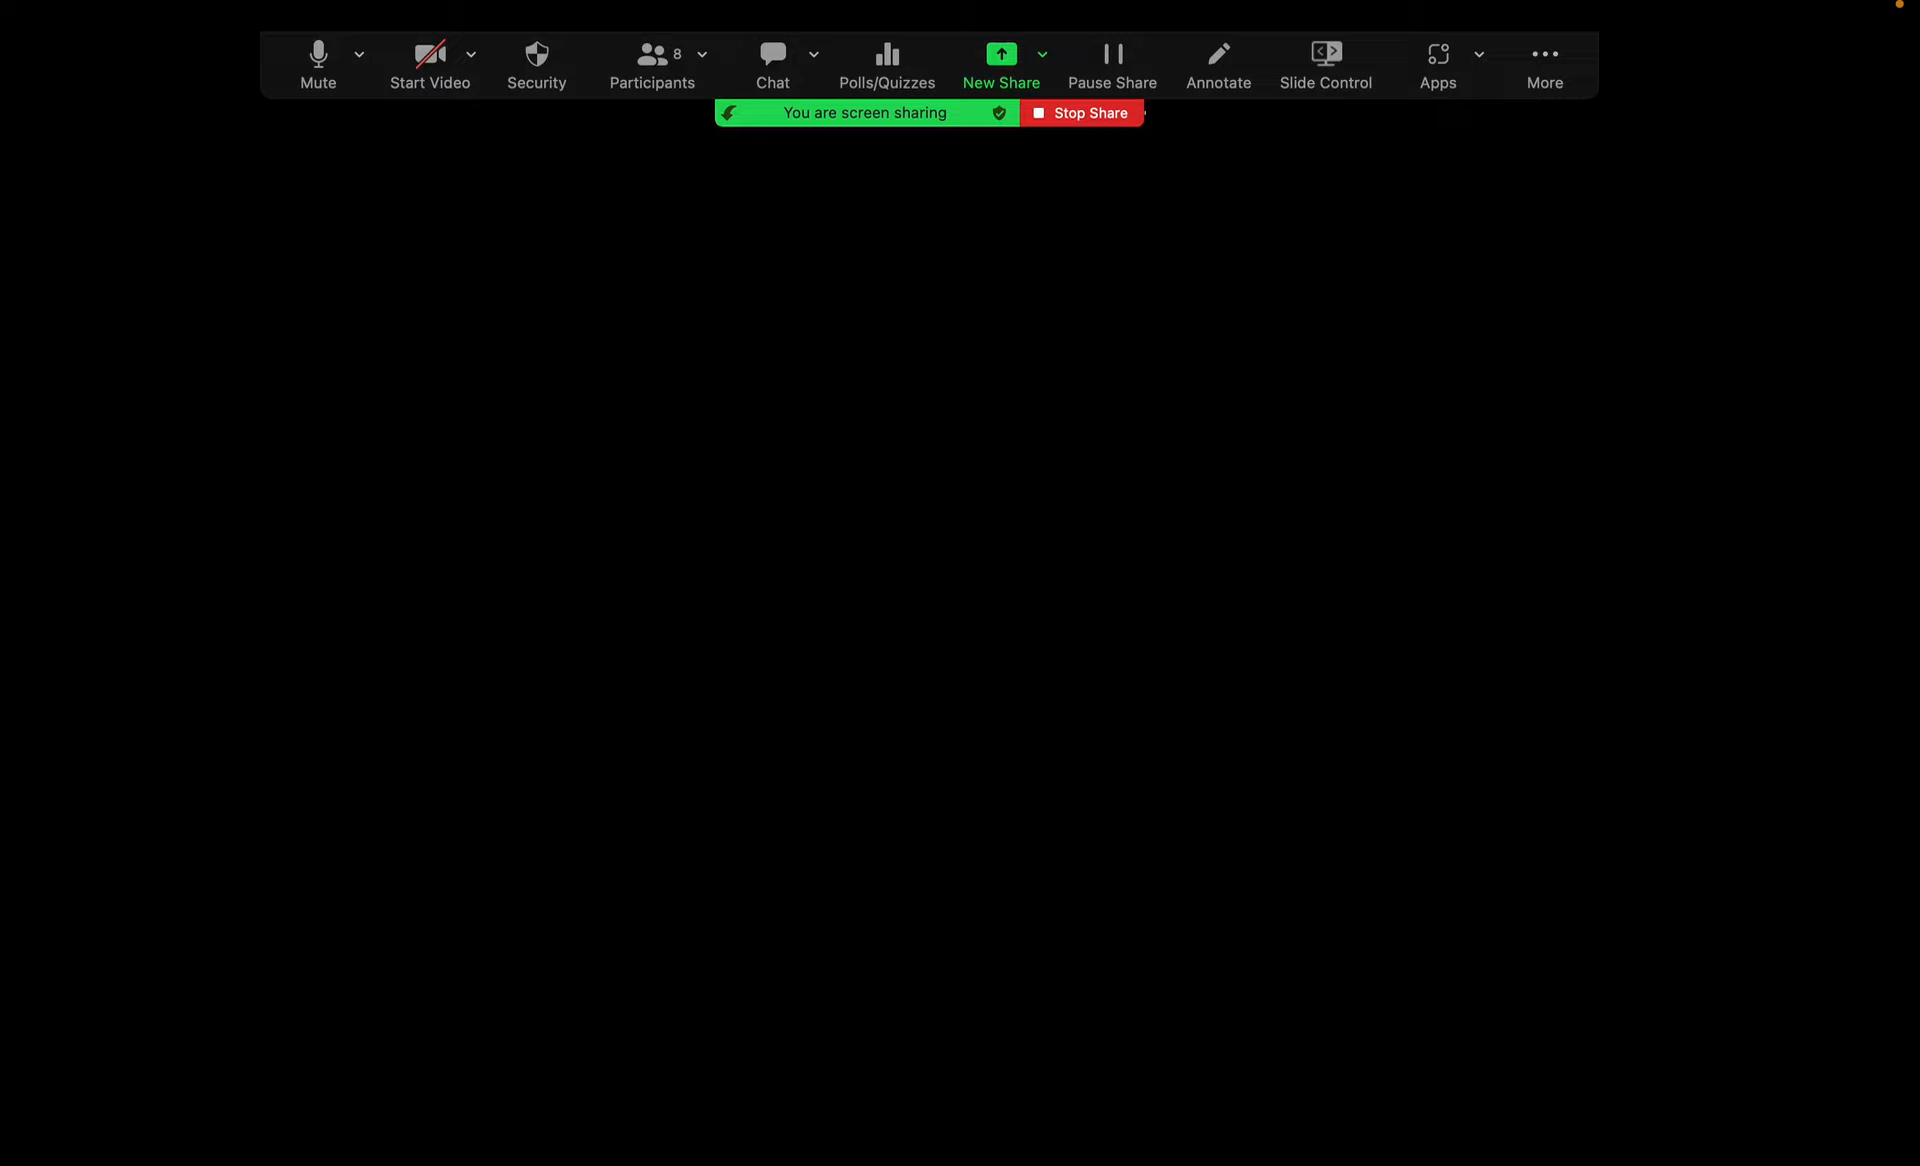 8
Mute Start Video Security Participants Chat Polls/Quizzes New Share Pause Share Annotate Slide Control Apps More
You are screen sharing Stop Share